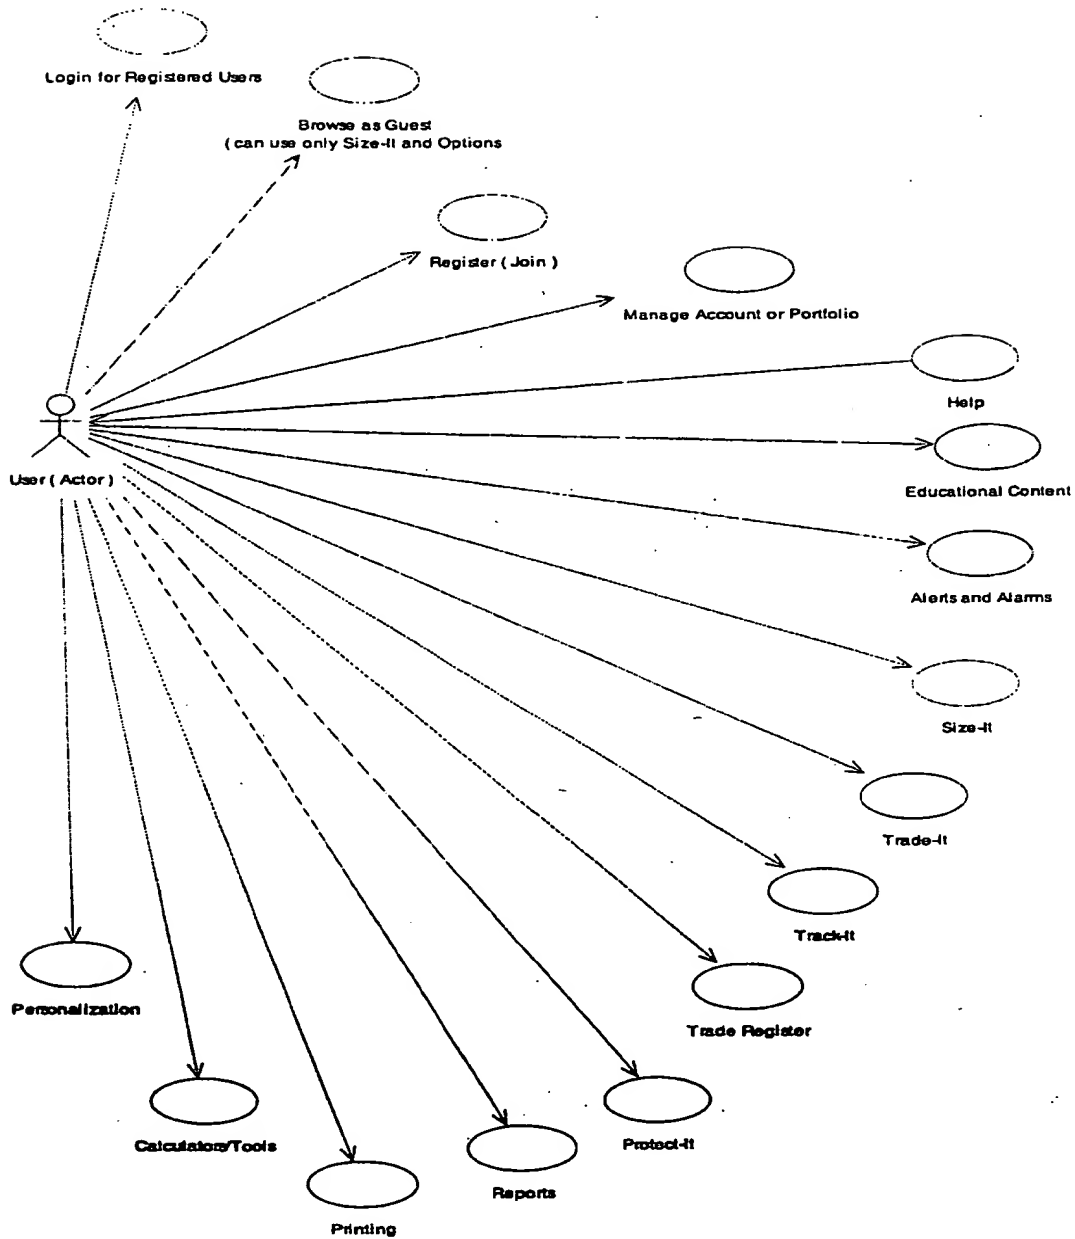 Login for Registered Users
Browse as Guest
( can use only Size-It and Options
Register ( Join )
Manage Account or Portfolio
Help
User ( Actor )
Educational Content
Alerts and Alarms
Size-It
Trade-It
Track-It
Personalization
Trade Register
Calculators/Tools
Protect-It
Reports
Printing